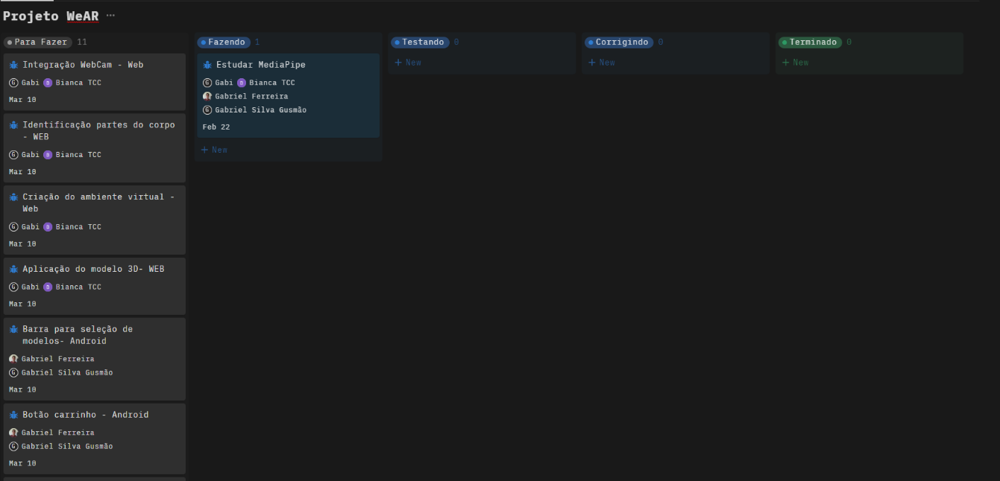 Projeto WeAR ...
Para Fazer 11
Integração WebCam - Web
G Gabi B Bianca TCC
Mar 10
Identificação partes do corpo
- WEB
G Gabi B Bianca TCC
Mar 10
Criação do ambiente virtual -
Web
G Gabi B Bianca TCC
Mar 10
Aplicação do modelo 3D- WEB
G Gabi B Bianca TCC
Mar 10
Barra para seleção de
modelos- Android
Gabriel Ferreira
G Gabriel Silva Gusmão
Mar 10
Botão carrinho - Android
Gabriel Ferreira
G Gabriel Silva Gusmão
Mar 10
Fazendo 1
Estudar MediaPipe
G Gabi B Bianca TCC
Gabriel Ferreira
G Gabriel Silva Gusmão
Feb 22
+ New
Testando 0
+ New
Corrigindo 0
+ New
Terminado 0
+ New